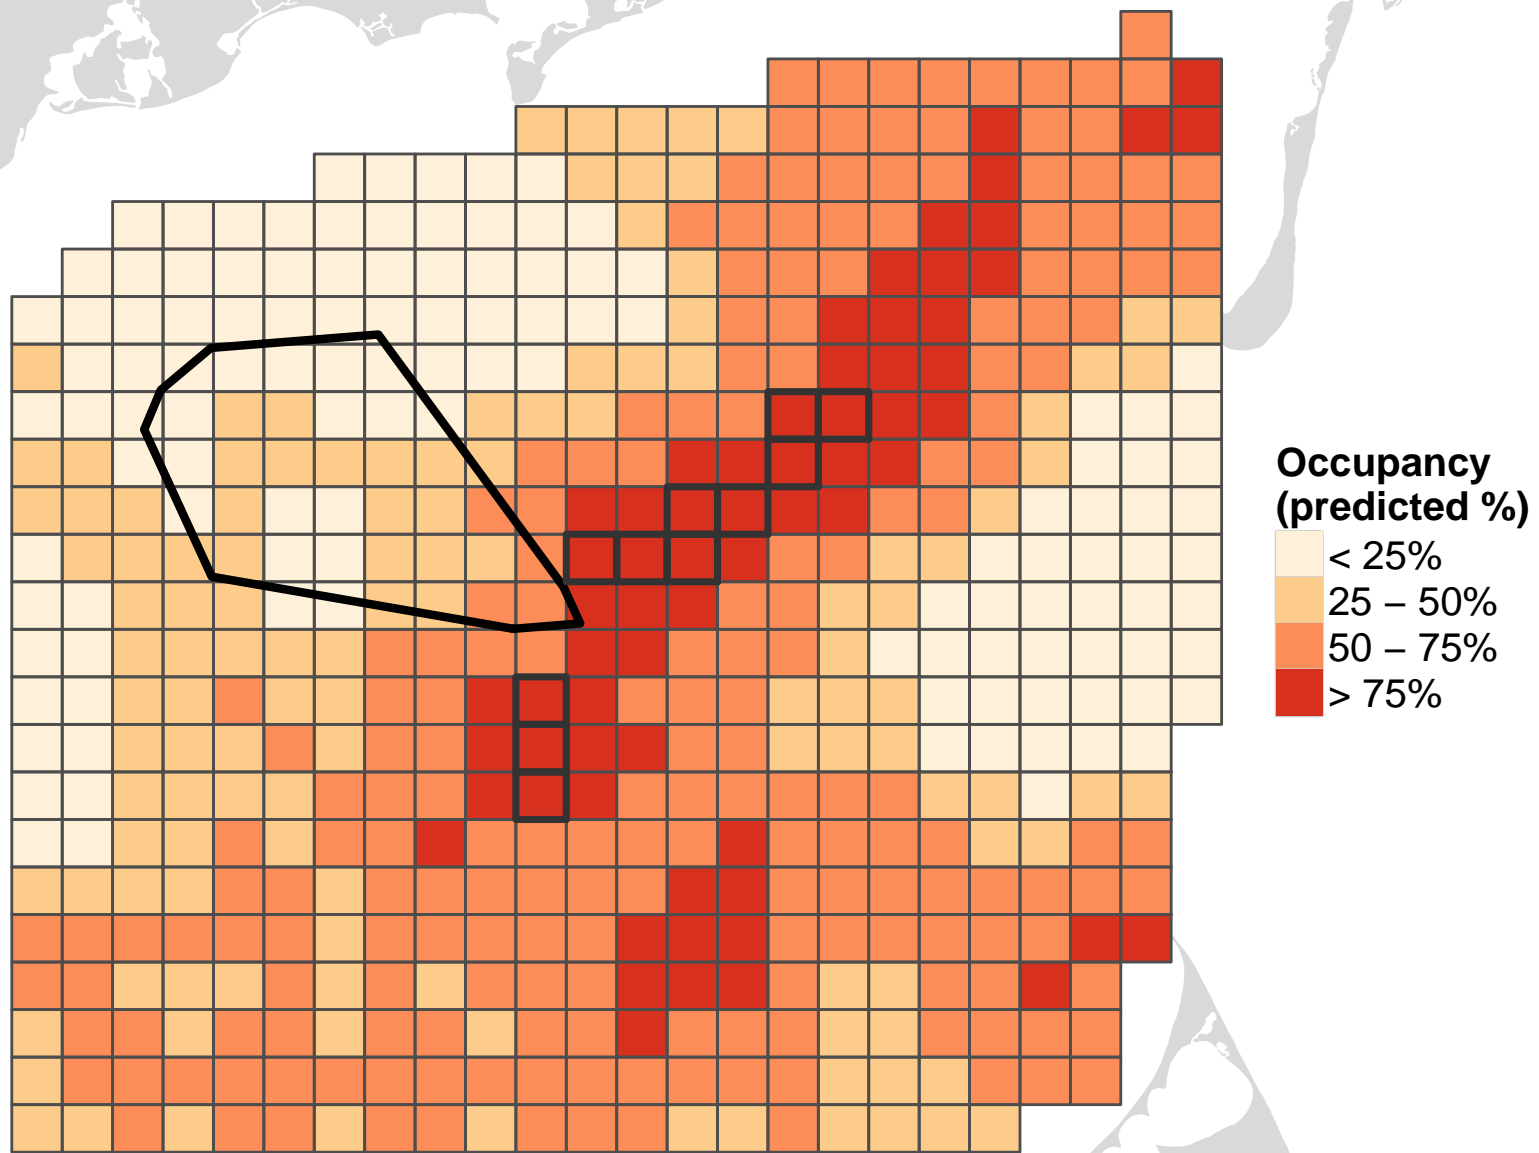 Occupancy
(predicted %)
< 25%
25 – 50%
50 – 75%
> 75%